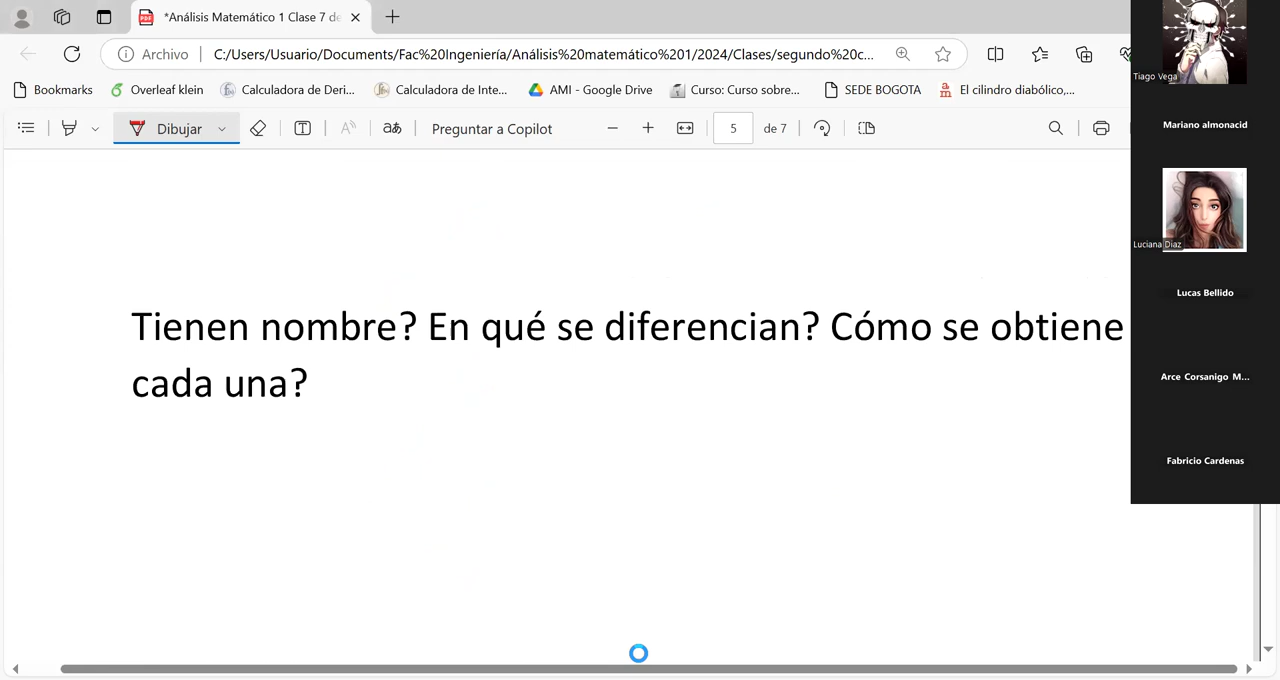 *Análisis Matemático 1 Clase 7 de
Archivo
C:/Users/Usuario/Documents/Fac%20Ingeniería/Análisis%20matemático%201/2024/Clases/segundo%20c...
Bookmarks
Overleaf klein
Calculadora de Deri...
Calculadora de Inte...
AMI - Google Drive
Curso: Curso sobre...
SEDE BOGOTA
El cilindro diabólico,...
Dibujar
Preguntar a Copilot
5
de 7
Tienen nombre? En qué se diferencian? Cómo se obtiene
cada una?
Tiago Vega
Mariano almonacid
Luciana Diaz
Lucas Bellido
Arce Corsanigo M...
Fabricio Cardenas